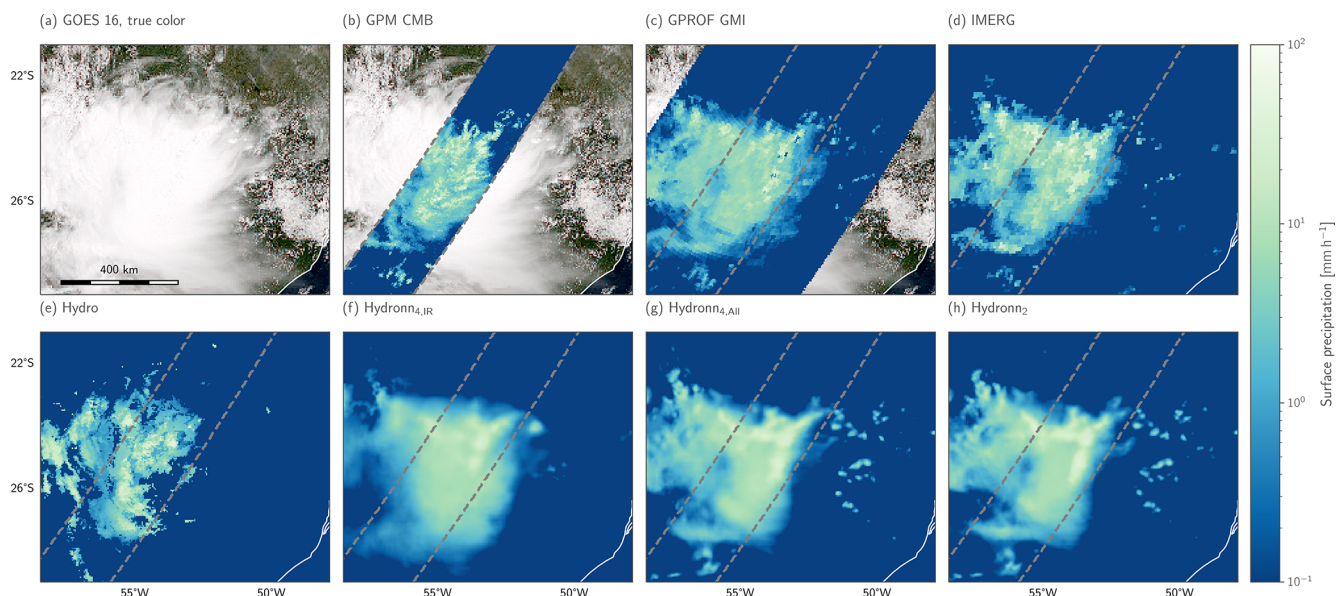 (a) GOES 16, true color
(b) GPM CMB
(c) GPROF GMI
(d) IMERG
22°S
26°S
400 km
10²
10¹
10⁰
10⁻¹
Surface precipitation [mm h⁻¹]
(e) Hydro
(f) Hydronn₄,IR
(g) Hydronn₄,All
(h) Hydronn₂
22°S
26°S
55°W
50°W
55°W
50°W
55°W
50°W
55°W
50°W